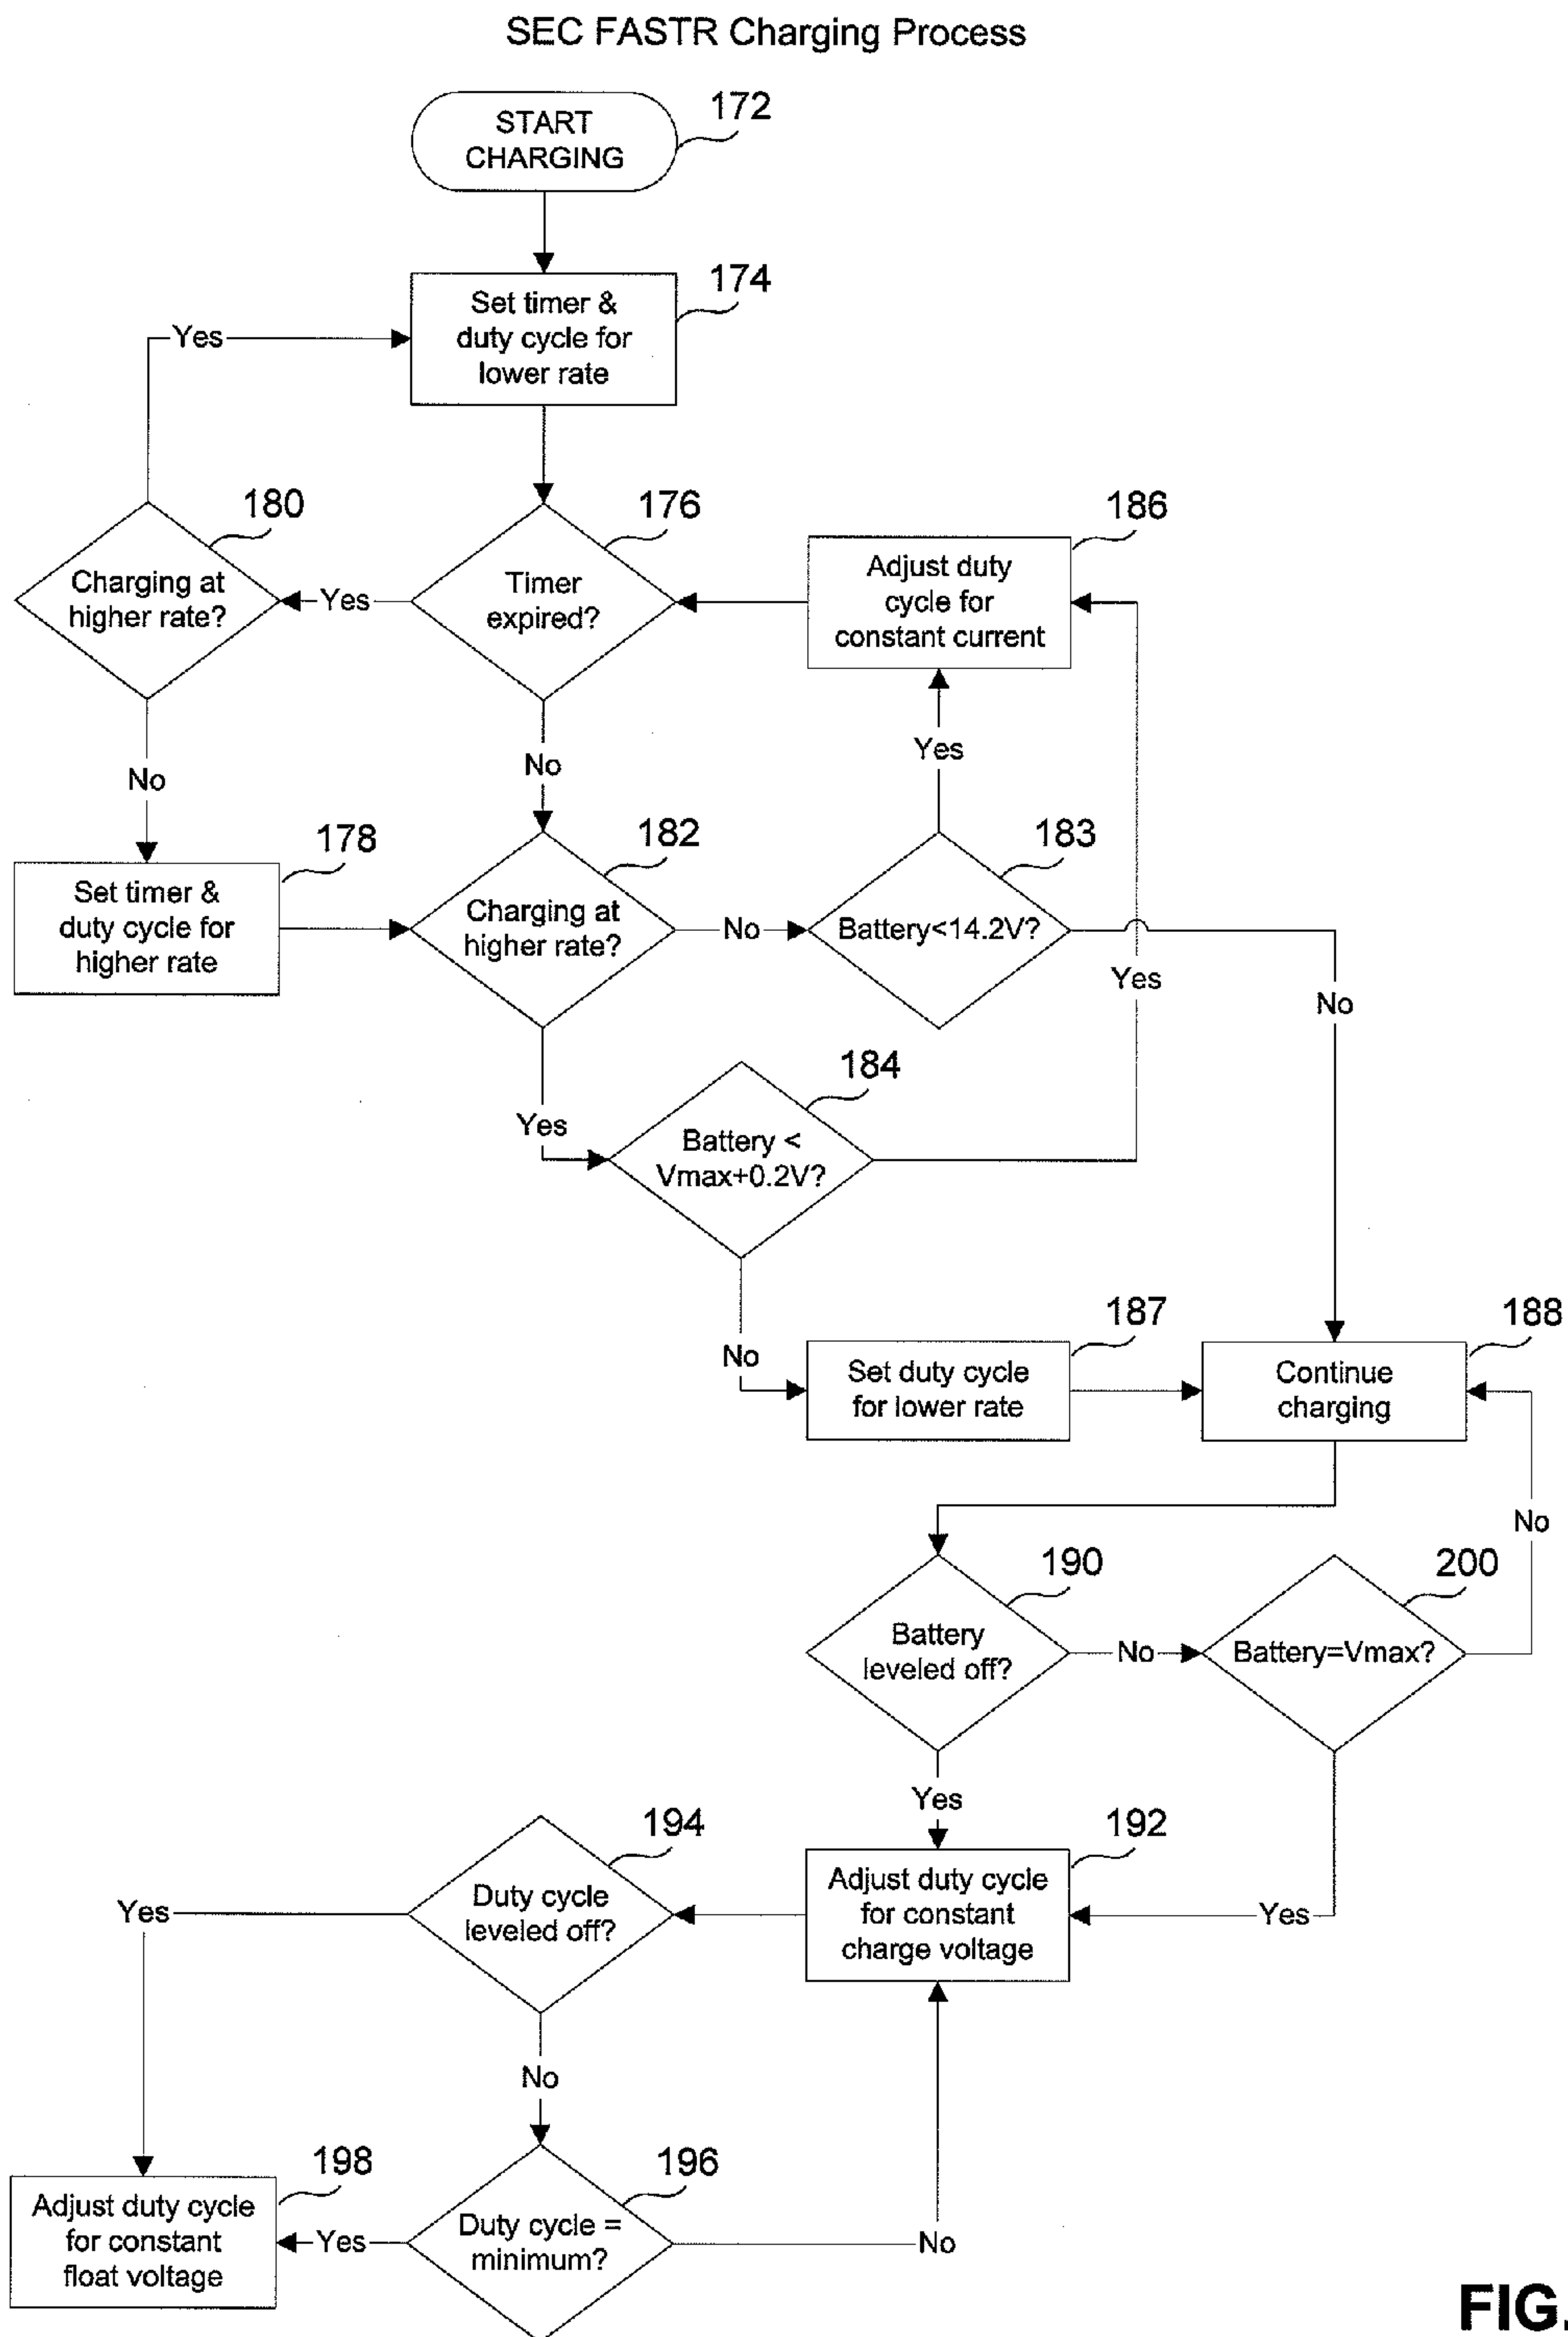 SEC FASTR Charging Process
START
CHARGING
172
Set timer &
duty cycle for
lower rate
174
Yes
Charging at
higher rate?
180
Yes
Timer
expired?
176
Adjust duty
cycle for
constant current
186
No
No
Yes
Set timer &
duty cycle for
higher rate
178
Charging at
higher rate?
182
No
Battery<14.2V?
183
Yes
No
Yes
Battery <
Vmax+0.2V?
184
No
Set duty cycle
for lower rate
187
Continue
charging
188
No
Battery
leveled off?
190
No
Battery=Vmax?
200
Yes
Yes
Duty cycle
leveled off?
194
Adjust duty cycle
for constant
charge voltage
192
Yes
No
Adjust duty cycle
for constant
float voltage
198
Yes
Duty cycle =
minimum?
196
No
FIG.